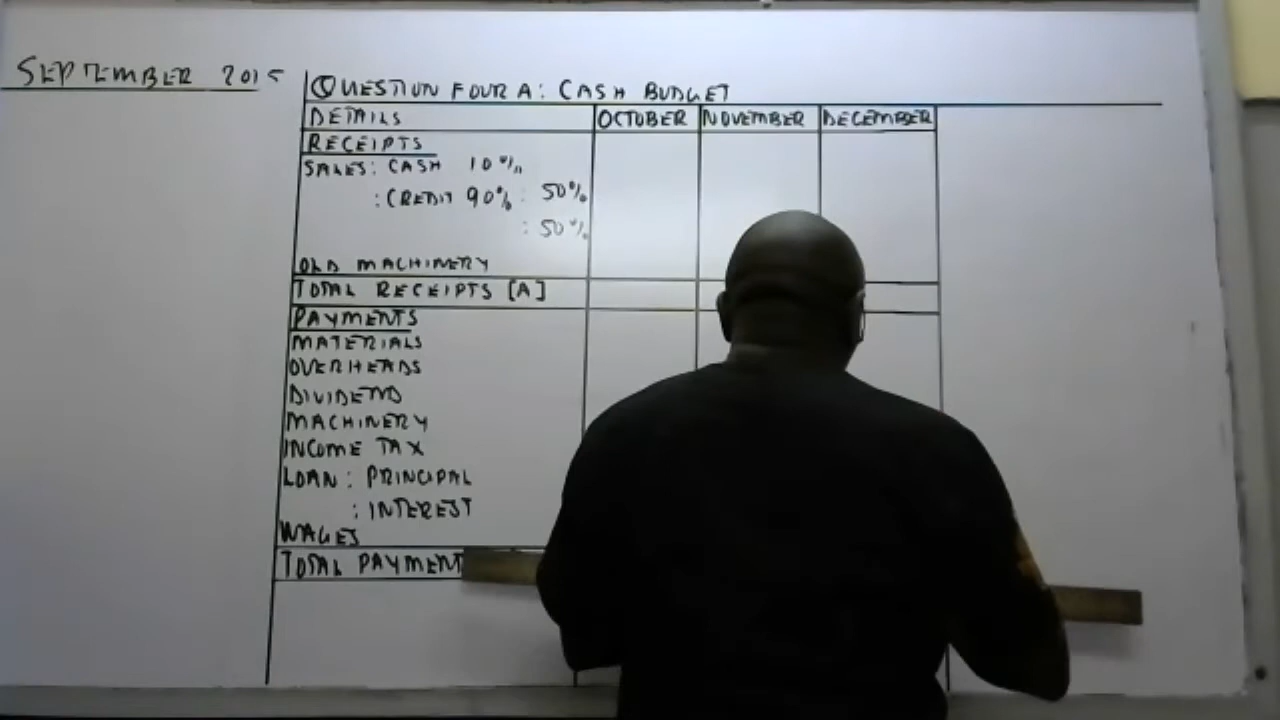 SEPTEMBER 2015
QUESTION FOUR A: CASH BUDGET
DETAILS OCTOBER NOVEMBER DECEMBER
RECEIPTS
SALES: CASH 10%
: CREDIT 90% : 50%
: 50%
OLD MACHINERY
TOTAL RECEIPTS [A]
PAYMENTS
MATERIALS
OVERHEADS
DIVIDEND
MACHINERY
INCOME TAX
LOAN: PRINCIPAL
: INTEREST
WAGES
TOTAL PAYMENT